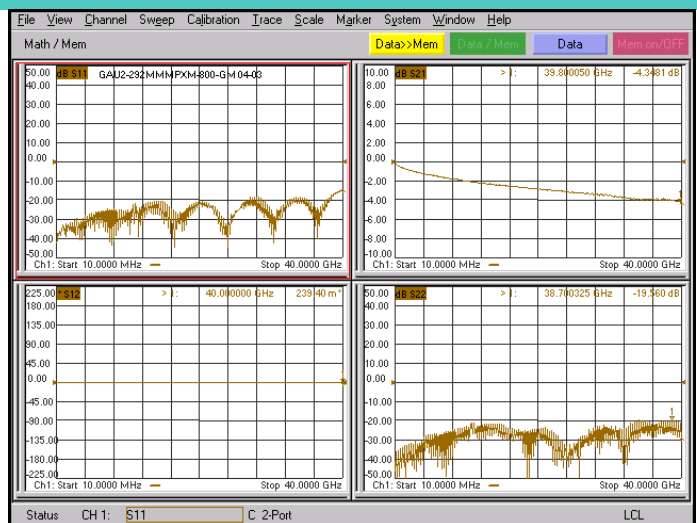 File View Channel Sweep Calibration Trace Scale Marker System Window Help
Math / Mem
Data>>Mem
Data / Mem
Data
Mem on/OFF
50.00 dB S11 GAU2-292MMMPXM-800-GM 04-03
40.00
30.00
20.00
10.00
0.00
-10.00
-20.00
-30.00
-40.00
-50.00
Ch1: Start 10.0000 MHz
Stop 40.0000 GHz
10.00 dB S21 > 1: 39.800050 GHz -4.3481 dB
8.00
6.00
4.00
2.00
0.00
-2.00
-4.00
-6.00
-8.00
-10.00
1
Ch1: Start 10.0000 MHz
Stop 40.0000 GHz
225.00 ° S12 > 1: 40.000000 GHz 239.40 m°
180.00
135.00
90.00
45.00
0.00
-45.00
-90.00
-135.00
-180.00
-225.00
Ch1: Start 10.0000 MHz
Stop 40.0000 GHz
50.00 dB S22 > 1: 38.700325 GHz -19.560 dB
40.00
30.00
20.00
10.00
0.00
-10.00
-20.00
-30.00
-40.00
-50.00
1
Ch1: Start 10.0000 MHz
Stop 40.0000 GHz
Status CH 1: S11 C 2-Port LCL